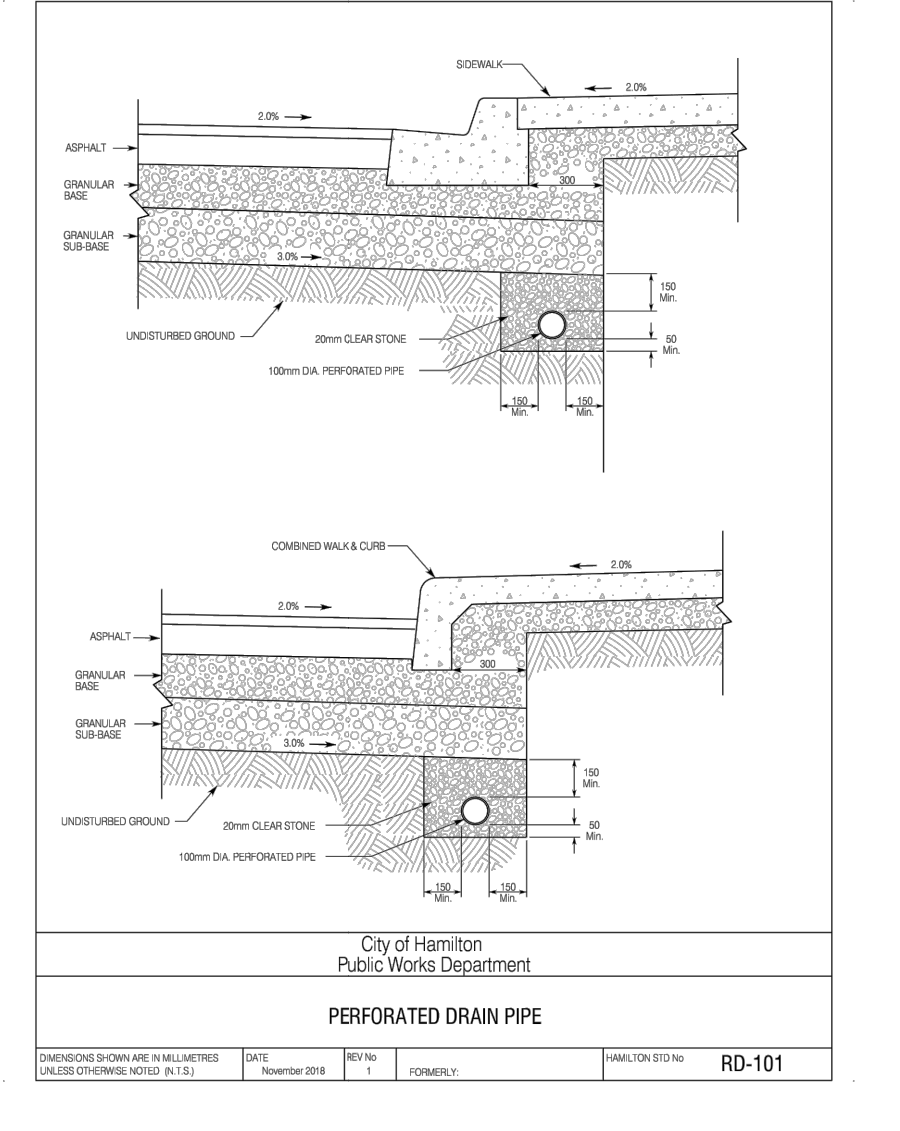 SIDEWALK
2.0%
2.0%
ASPHALT
GRANULAR
BASE
300
GRANULAR
SUB-BASE
3.0%
150
Min.
UNDISTURBED GROUND
20mm CLEAR STONE
50
Min.
100mm DIA. PERFORATED PIPE
150
Min.
150
Min.
COMBINED WALK & CURB
2.0%
2.0%
ASPHALT
300
GRANULAR
BASE
GRANULAR
SUB-BASE
3.0%
150
Min.
UNDISTURBED GROUND
20mm CLEAR STONE
50
Min.
100mm DIA. PERFORATED PIPE
150
Min.
150
Min.
City of Hamilton
Public Works Department
PERFORATED DRAIN PIPE
DIMENSIONS SHOWN ARE IN MILLIMETRES
UNLESS OTHERWISE NOTED (N.T.S.)
DATE
November 2018
REV No
1
FORMERLY:
HAMILTON STD No
RD-101